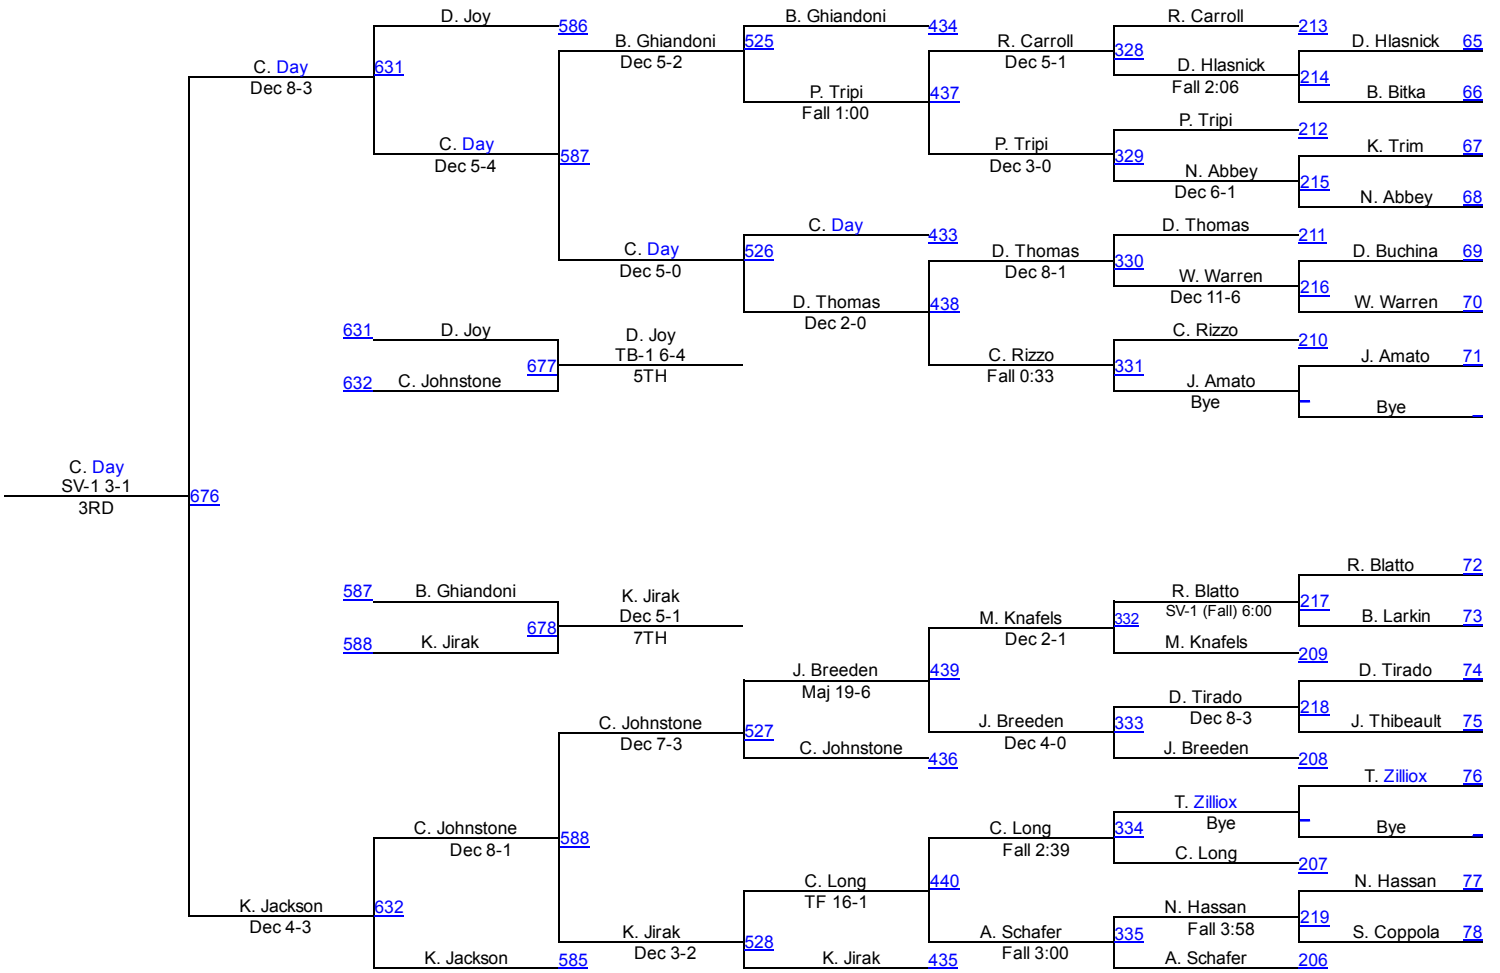 D. Joy
586
B. Ghiandoni
434
R. Carroll
213
B. Ghiandoni
Dec 5-2
525
R. Carroll
Dec 5-1
328
D. Hlasnick
65
C. Day
Dec 8-3
631
D. Hlasnick
Fall 2:06
214
P. Tripi
Fall 1:00
437
B. Bitka
66
P. Tripi
212
C. Day
Dec 5-4
587
P. Tripi
Dec 3-0
329
K. Trim
67
N. Abbey
Dec 6-1
215
N. Abbey
68
C. Day
433
D. Thomas
211
C. Day
Dec 5-0
526
D. Thomas
Dec 8-1
330
D. Buchina
69
W. Warren
Dec 11-6
216
D. Thomas
Dec 2-0
438
W. Warren
70
631
D. Joy
C. Rizzo
210
677
D. Joy
TB-1 6-4
5TH
C. Rizzo
Fall 0:33
331
J. Amato
71
632
C. Johnstone
J. Amato
Bye
Bye
C. Day
SV-1 3-1
3RD
676
R. Blatto
72
587
B. Ghiandoni
R. Blatto
SV-1 (Fall) 6:00
217
678
K. Jirak
Dec 5-1
7TH
M. Knafels
Dec 2-1
332
B. Larkin
73
588
K. Jirak
M. Knafels
209
J. Breeden
Maj 19-6
439
D. Tirado
74
D. Tirado
Dec 8-3
218
C. Johnstone
Dec 7-3
527
J. Breeden
Dec 4-0
333
J. Thibeault
75
C. Johnstone
436
J. Breeden
208
T. Zilliox
76
T. Zilliox
Bye
C. Johnstone
Dec 8-1
588
C. Long
Fall 2:39
334
Bye
C. Long
207
C. Long
TF 16-1
440
N. Hassan
77
K. Jackson
Dec 4-3
632
N. Hassan
Fall 3:58
219
K. Jirak
Dec 3-2
528
A. Schafer
Fall 3:00
335
S. Coppola
78
K. Jackson
585
K. Jirak
435
A. Schafer
206